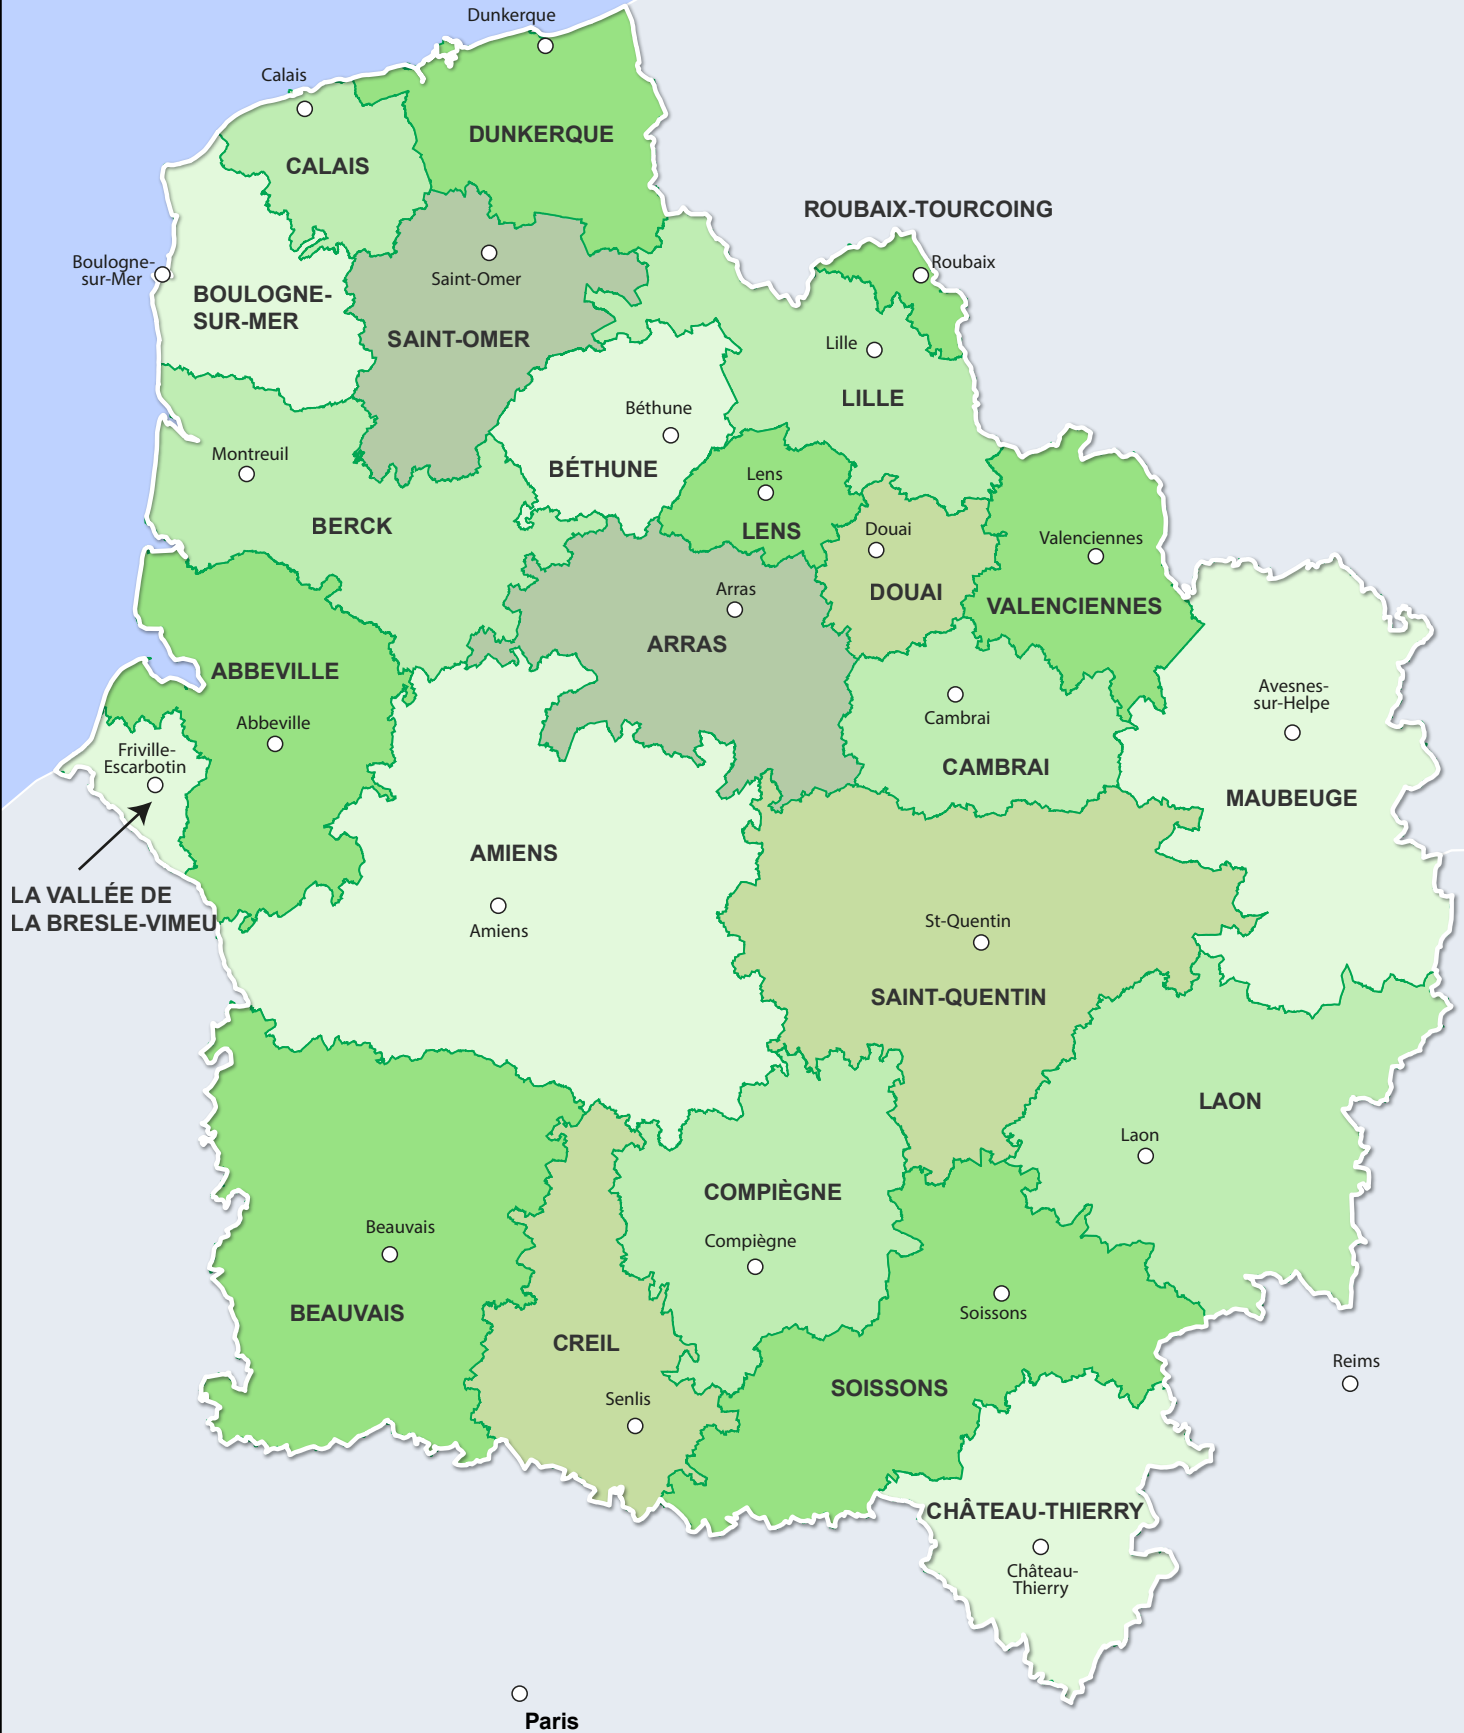 Dunkerque
Calais
DUNKERQUE
CALAIS
ROUBAIX-TOURCOING
Boulogne-
sur-Mer
Saint-Omer
Roubaix
BOULOGNE-
SUR-MER
SAINT-OMER
Lille
LILLE
Béthune
Montreuil
BÉTHUNE
Lens
BERCK
LENS
Douai
Valenciennes
Arras
DOUAI
VALENCIENNES
ARRAS
ABBEVILLE
Avesnes-
sur-Helpe
Abbeville
Cambrai
Friville-
Escarbotin
CAMBRAI
MAUBEUGE
AMIENS
LA VALLÉE DE
LA BRESLE-VIMEU
Amiens
St-Quentin
SAINT-QUENTIN
LAON
Laon
COMPIÈGNE
Beauvais
Compiègne
BEAUVAIS
Soissons
CREIL
Reims
SOISSONS
Senlis
CHÂTEAU-THIERRY
Château-
Thierry
Paris